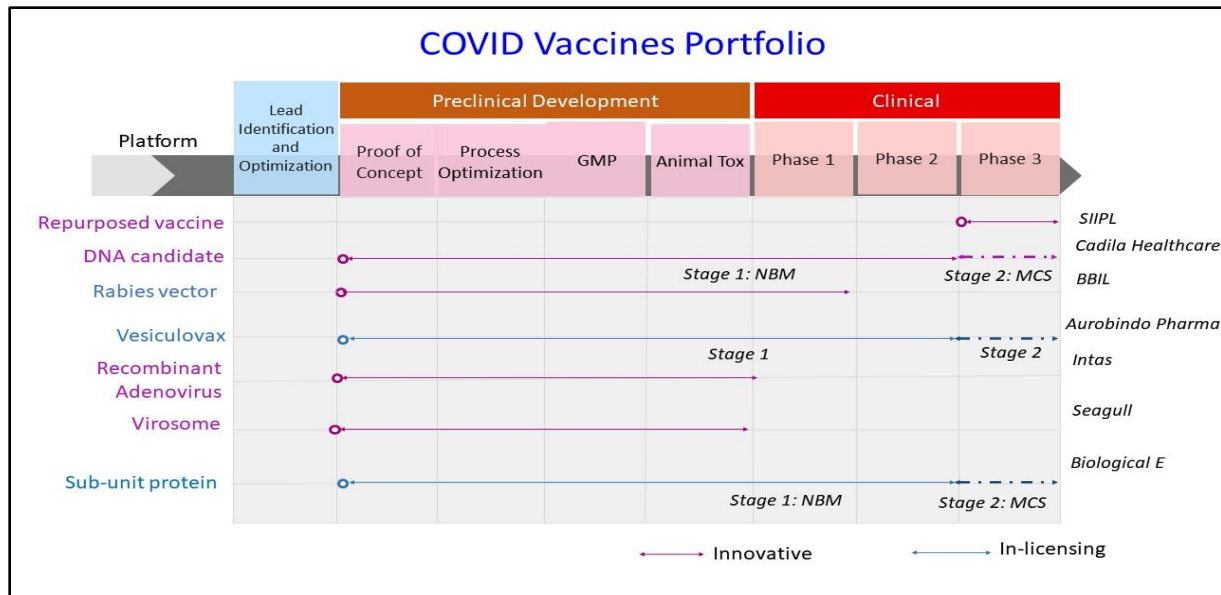 COVID Vaccines Portfolio
Platform
Lead
Identification
and
Optimization
Preclinical Development
Clinical
Proof of
Concept
Process
Optimization
GMP
Animal Tox
Phase 1
Phase 2
Phase 3
Repurposed vaccine
SIIPL
DNA candidate
Stage 1: NBM
Stage 2: MCS
Cadila Healthcare
Rabies vector
BBIL
Vesiculovax
Stage 1
Stage 2
Aurobindo Pharma
Recombinant
Adenovirus
Intas
Virosome
Seagull
Sub-unit protein
Stage 1: NBM
Stage 2: MCS
Biological E
Innovative
In-licensing